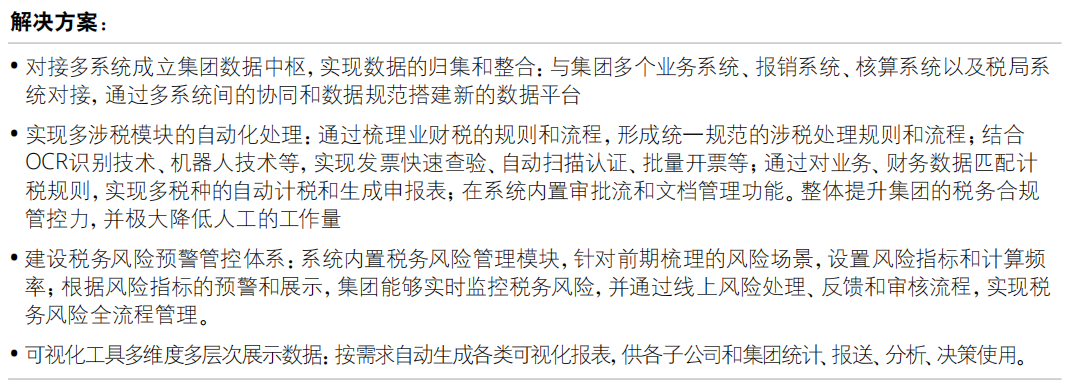 解决方案：
• 对接多系统成立集团数据中枢，实现数据的归集和整合：与集团多个业务系统、报销系统、核算系统以及税局系
统对接，通过多系统间的协同和数据规范搭建新的数据平台
• 实现多涉税模块的自动化处理：通过梳理业财税的规则和流程，形成统一规范的涉税处理规则和流程；结合
OCR识别技术、机器人技术等，实现发票快速查验、自动扫描认证、批量开票等；通过对业务、财务数据匹配计
税规则，实现多税种的自动计税和生成申报表；在系统内置审批流和文档管理功能。整体提升集团的税务合规
管控力，并极大降低人工的工作量
• 建设税务风险预警管控体系：系统内置税务风险管理模块，针对前期梳理的风险场景，设置风险指标和计算频
率；根据风险指标的预警和展示，集团能够实时监控税务风险，并通过线上风险处理、反馈和审核流程，实现税
务风险全流程管理。
• 可视化工具多维度多层次展示数据：按需求自动生成各类可视化报表，供各子公司和集团统计、报送、分析、决策使用。